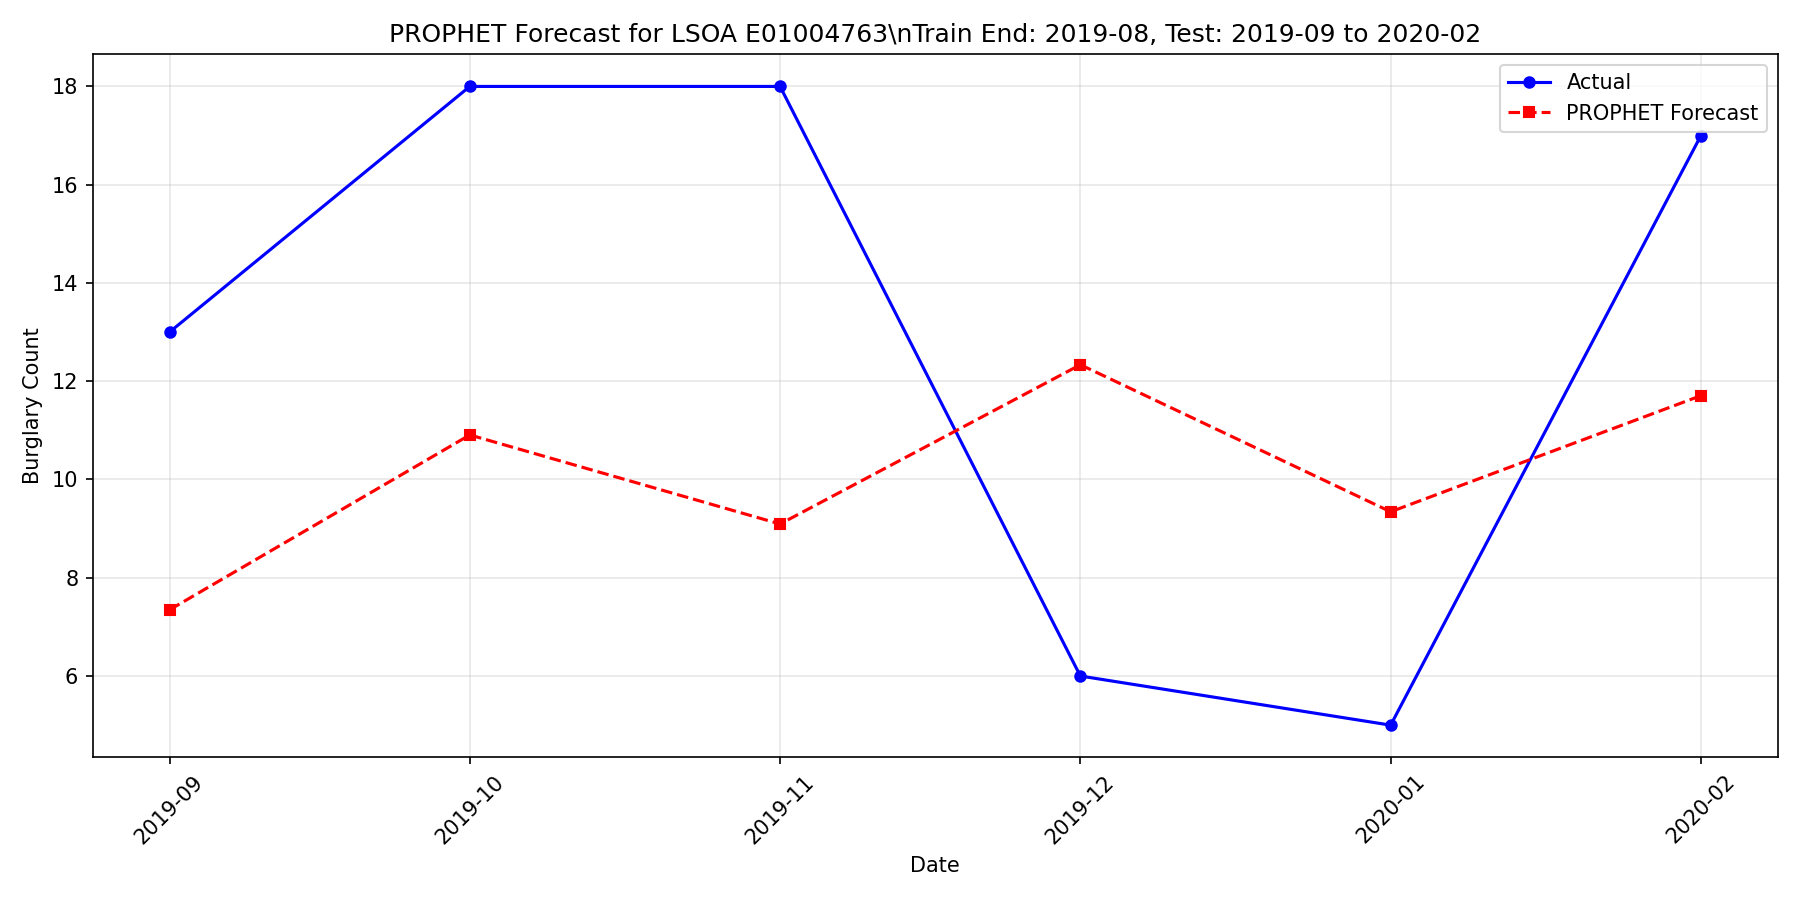 PROPHET Forecast for LSOA E01004763\nTrain End: 2019-08, Test: 2019-09 to 2020-02
Actual
PROPHET Forecast
Burglary Count
18
16
14
12
10
8
6
2019-09
2019-10
2019-11
2019-12
2020-01
2020-02
Date